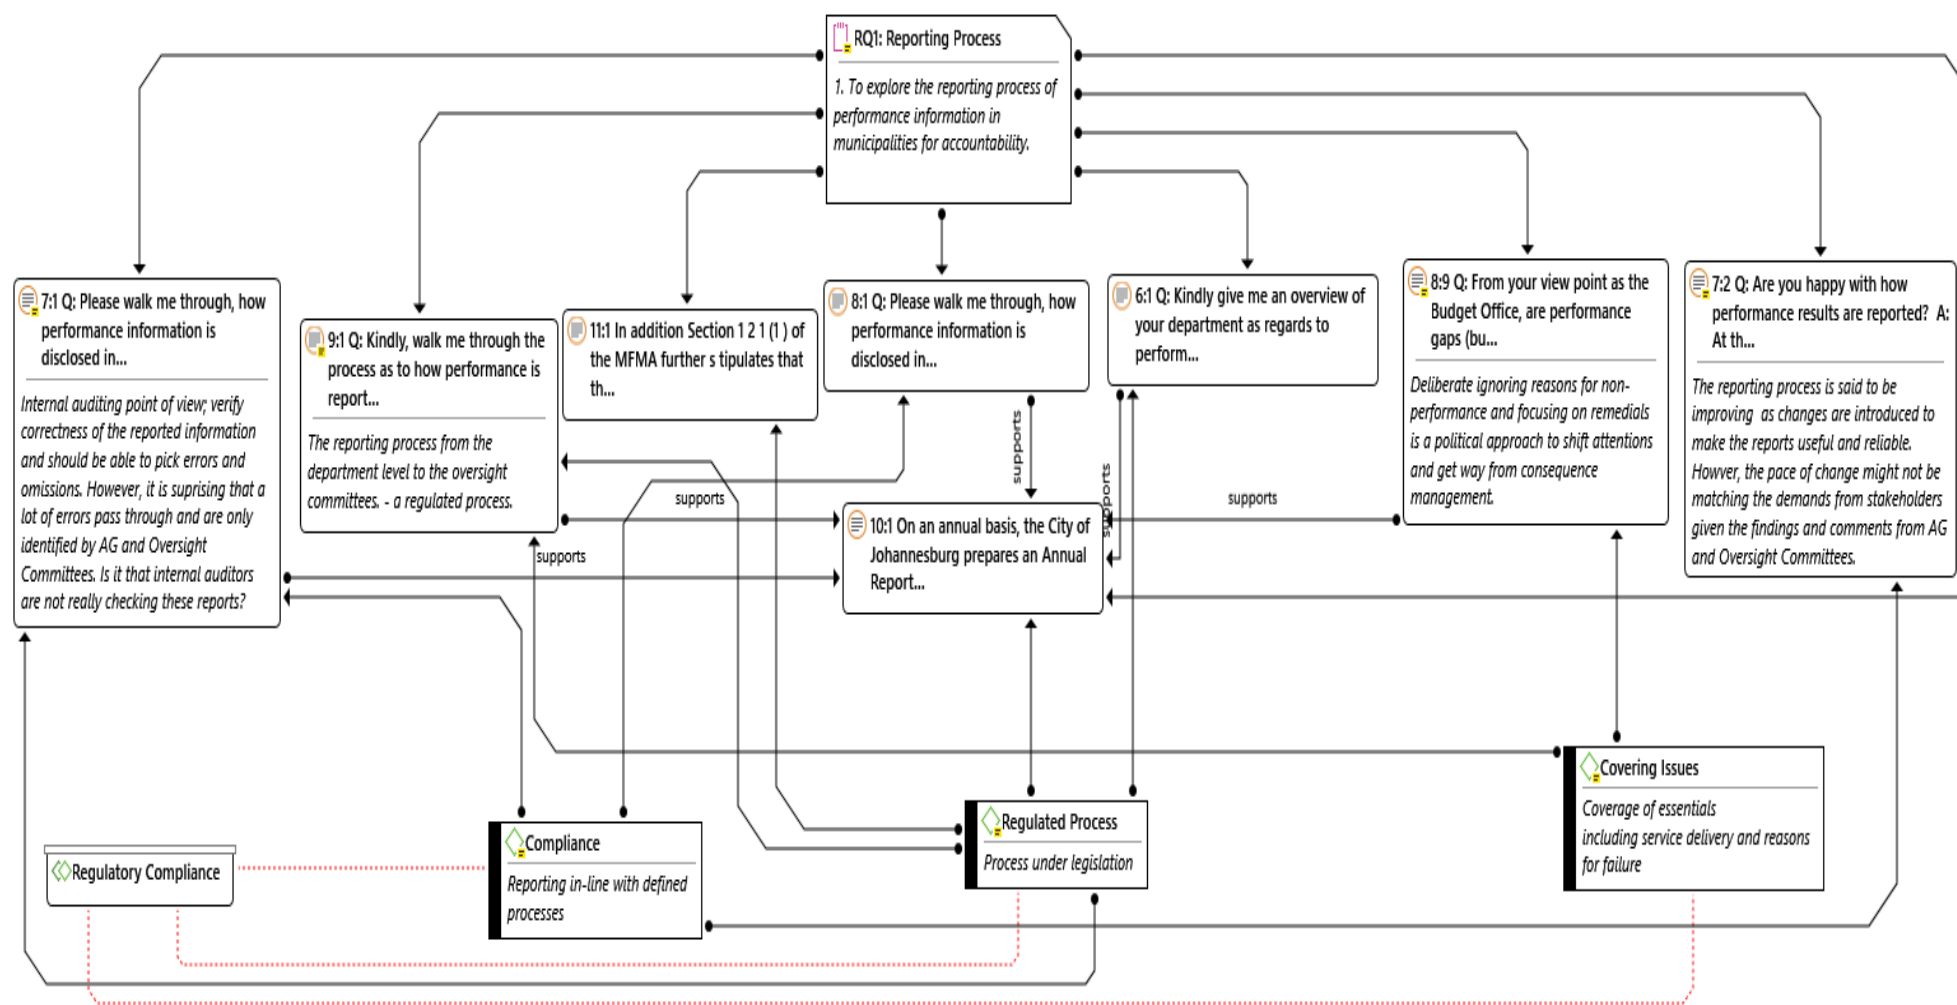 RQ1: Reporting Process
1. To explore the reporting process of
performance information in
municipalities for accountability.
7:1 Q: Please walk me through, how
performance information is
disclosed in...
Internal auditing point of view; verify
correctness of the reported information
and should be able to pick errors and
omissions. However, it is suprising that a
lot of errors pass through and are only
identified by AG and Oversight
Committees. Is it that internal auditors
are not really checking these reports?
9:1 Q: Kindly, walk me through the
process as to how performance is
report...
The reporting process from the
department level to the oversight
committees. - a regulated process.
11:1 In addition Section 1 2 1 (1 ) of
the MFMA further s tipulates that
th...
8:1 Q: Please walk me through, how
performance information is
disclosed in...
6:1 Q: Kindly give me an overview of
your department as regards to
perform...
8:9 Q: From your view point as the
Budget Office, are performance
gaps (bu...
Deliberate ignoring reasons for non-
performance and focusing on remedials
is a political approach to shift attentions
and get way from consequence
management.
7:2 Q: Are you happy with how
performance results are reported? A:
At th...
The reporting process is said to be
improving as changes are introduced to
make the reports useful and reliable.
Howver, the pace of change might not be
matching the demands from stakeholders
given the findings and comments from AG
and Oversight Committees.
supports
supports
supports
supports
supports
10:1 On an annual basis, the City of
Johannesburg prepares an Annual
Report...
Regulatory Compliance
Compliance
Reporting in-line with defined
processes
Regulated Process
Process under legislation
Covering Issues
Coverage of essentials
including service delivery and reasons
for failure